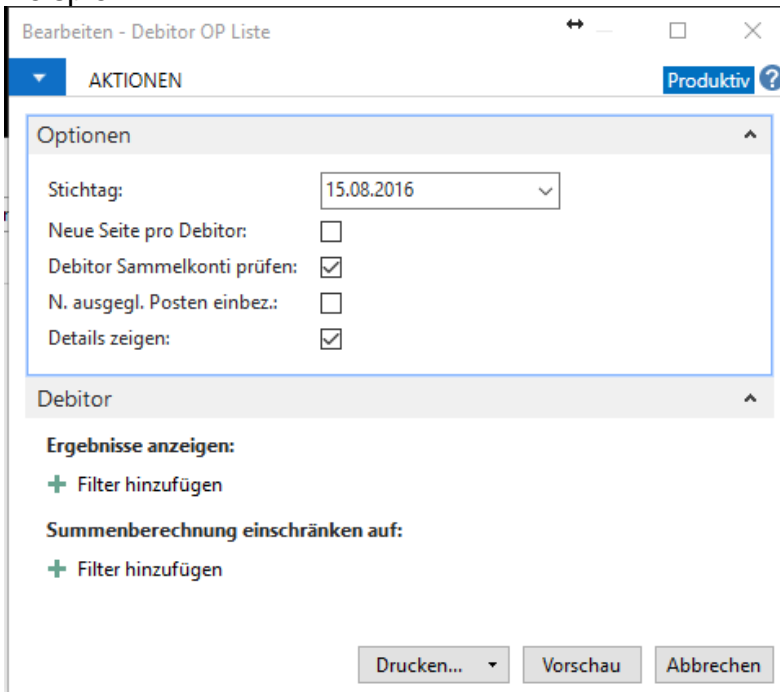 Bearbeiten - Debitor OP Liste
AKTIONEN
Produktiv ?
Optionen
Stichtag: 15.08.2016
Neue Seite pro Debitor:
Debitor Sammelkonti prüfen:
N. ausgegl. Posten einbez.:
Details zeigen:
Debitor
Ergebnisse anzeigen:
+ Filter hinzufügen
Summenberechnung einschränken auf:
+ Filter hinzufügen
Drucken... Vorschau Abbrechen